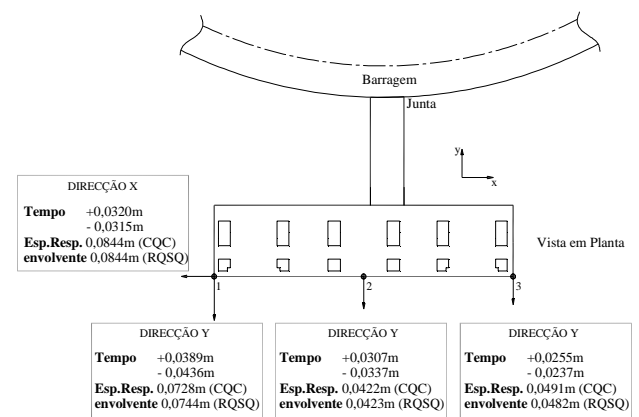 Barragem
Junta
y
x
DIRECÇÃO X
Tempo +0,0320m
- 0,0315m
Esp.Resp. 0,0844m (CQC)
envolvente 0,0844m (RQSQ)
Vista em Planta
1
2
3
DIRECÇÃO Y
Tempo +0,0389m
- 0,0436m
Esp.Resp. 0,0728m (CQC)
envolvente 0,0744m (RQSQ)
DIRECÇÃO Y
Tempo +0,0307m
- 0,0337m
Esp.Resp. 0,0422m (CQC)
envolvente 0,0423m (RQSQ)
DIRECÇÃO Y
Tempo +0,0255m
- 0,0237m
Esp.Resp. 0,0491m (CQC)
envolvente 0,0482m (RQSQ)